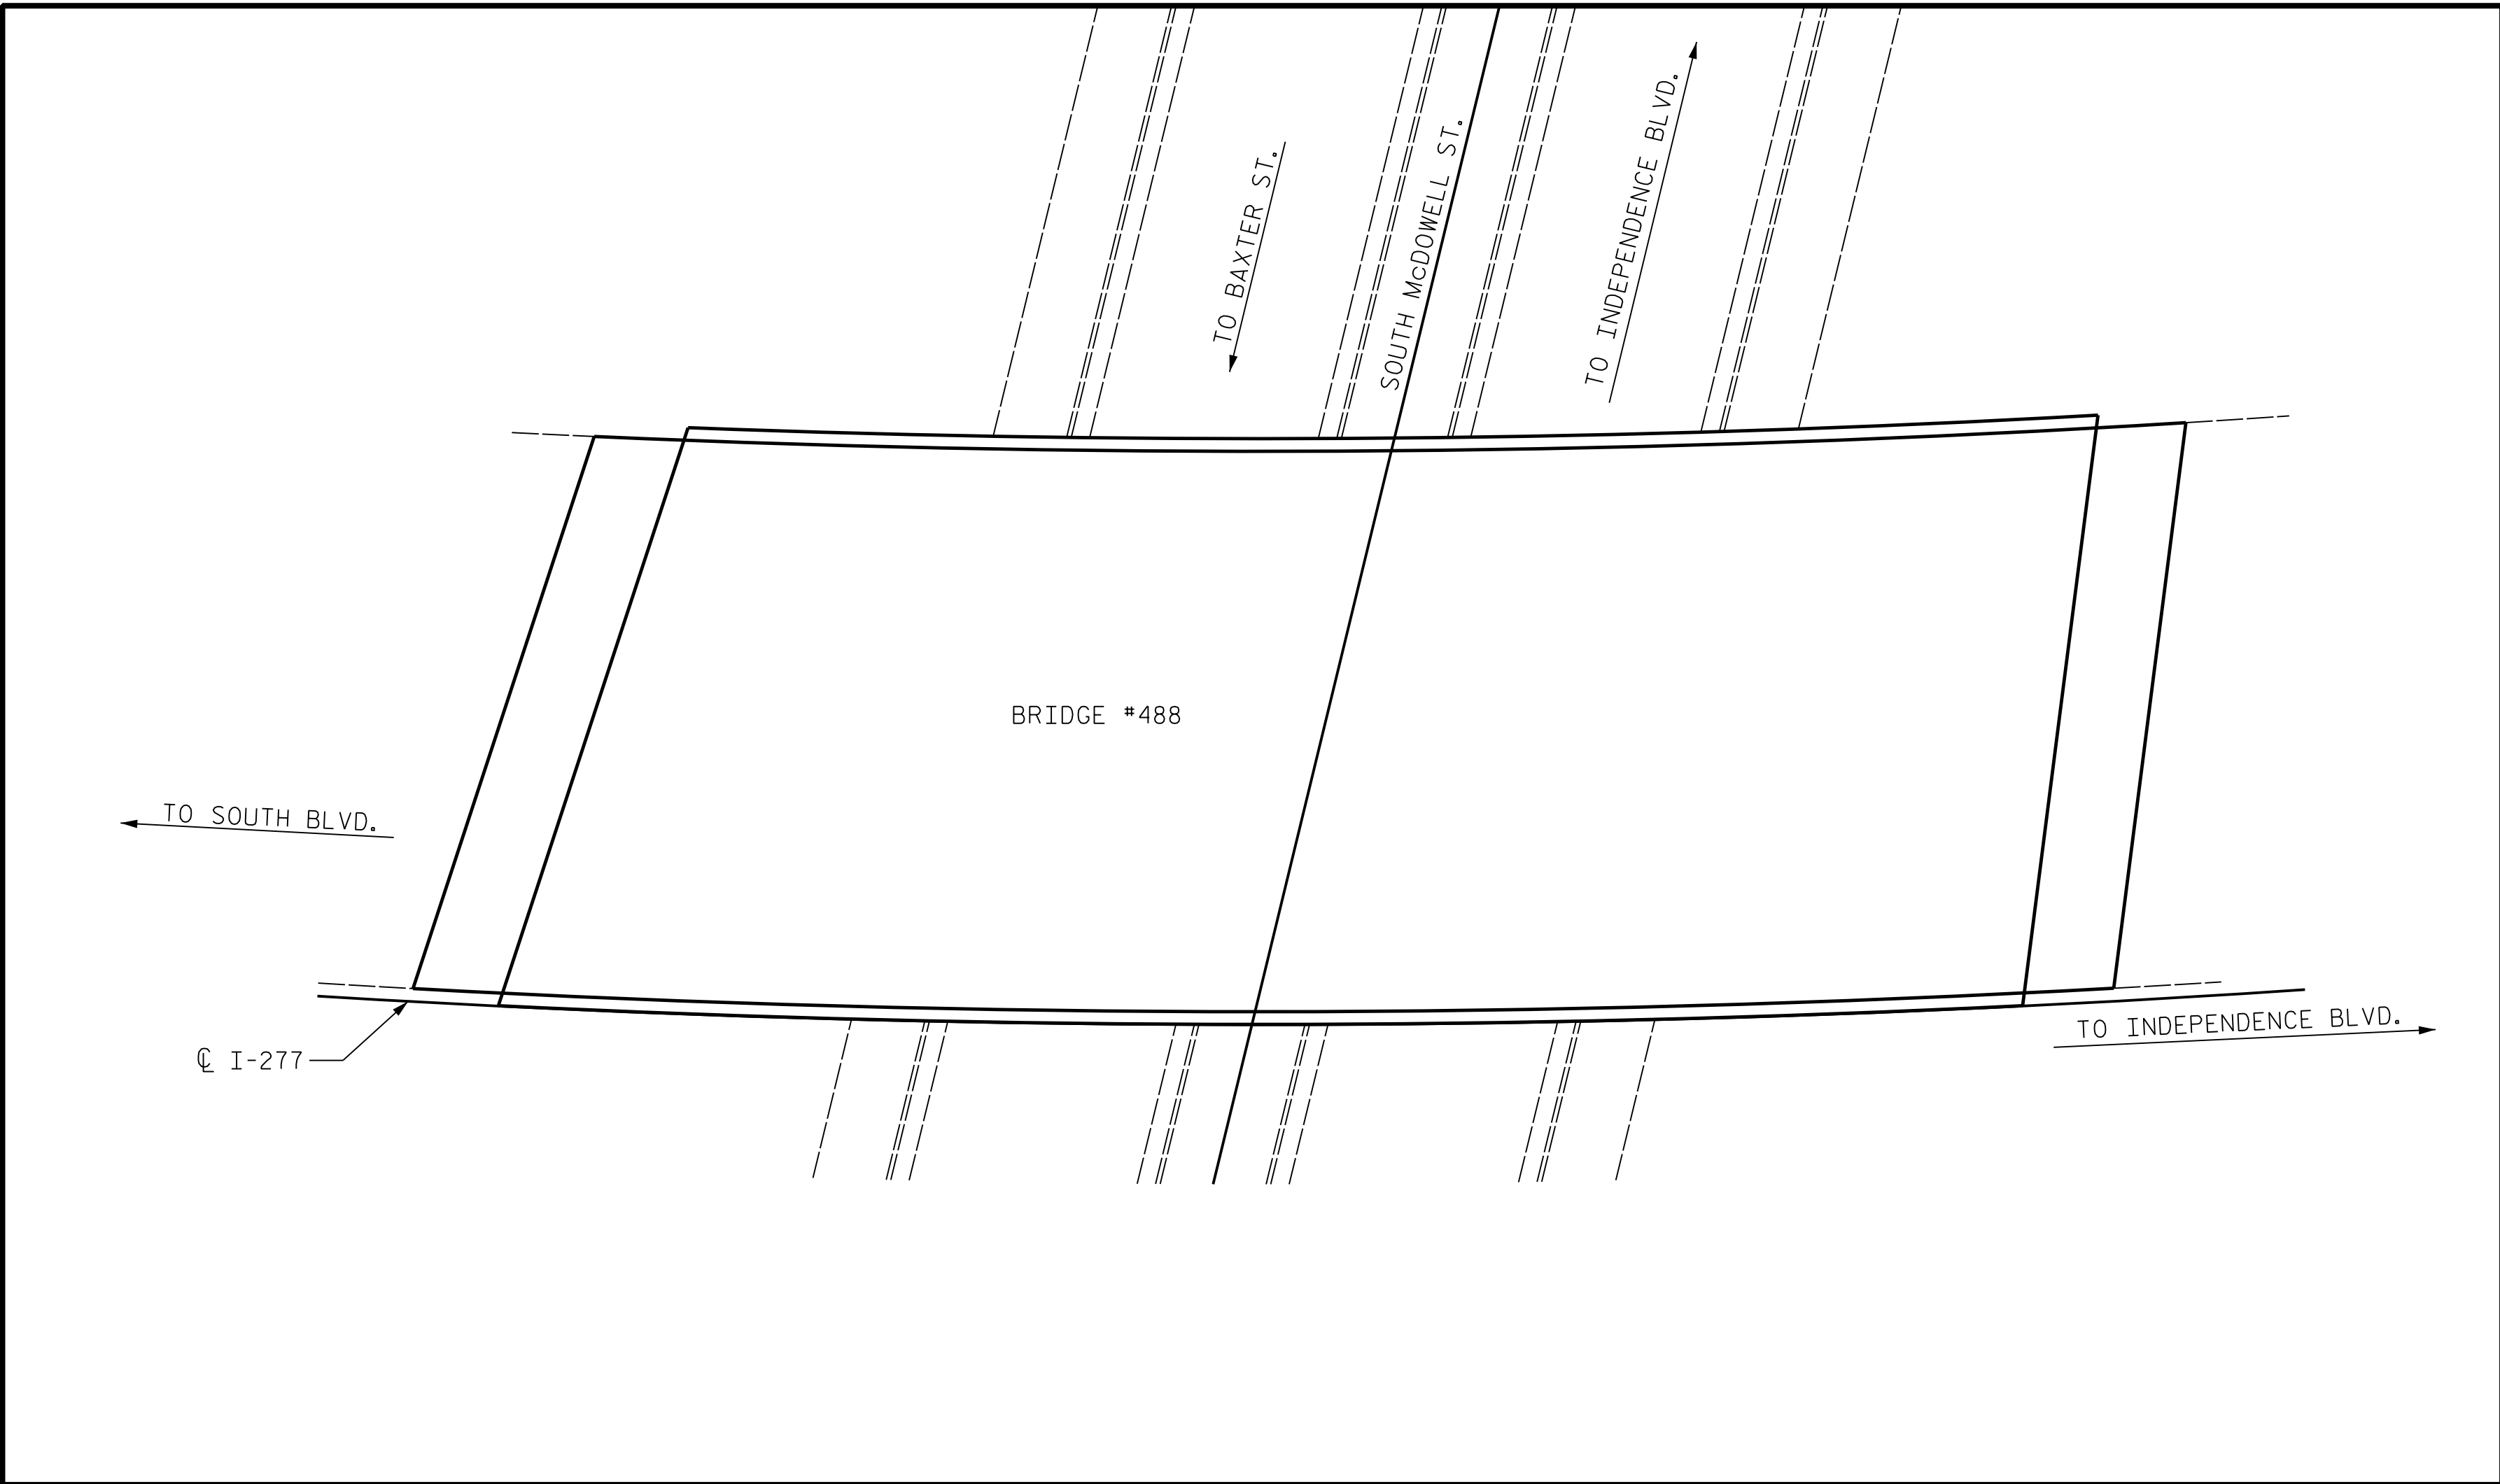 TO BAXTER ST.
SOUTH McDOWELL ST.
TO INDEPENDENCE BLVD.
BRIDGE #488
TO SOUTH BLVD.
℄ I-277
TO INDEPENDENCE BLVD.